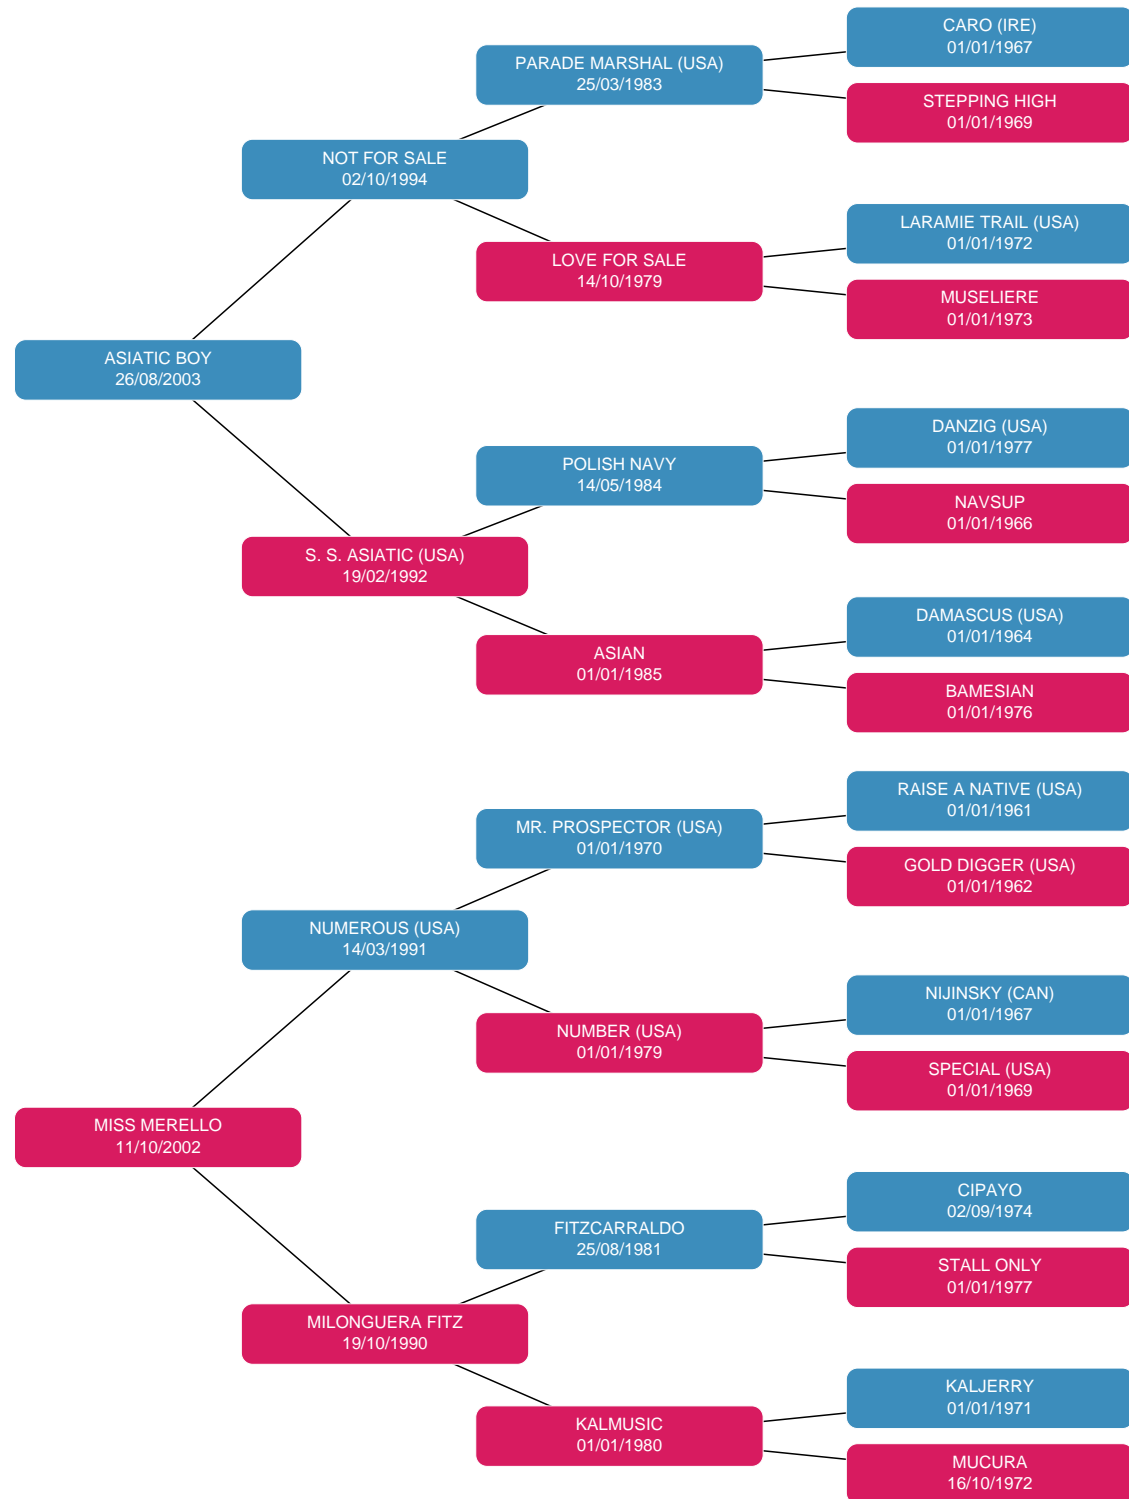 CARO (IRE)
01/01/1967
PARADE MARSHAL (USA)
25/03/1983
STEPPING HIGH
01/01/1969
NOT FOR SALE
02/10/1994
LARAMIE TRAIL (USA)
01/01/1972
LOVE FOR SALE
14/10/1979
MUSELIERE
01/01/1973
ASIATIC BOY
26/08/2003
DANZIG (USA)
01/01/1977
POLISH NAVY
14/05/1984
NAVSUP
01/01/1966
S. S. ASIATIC (USA)
19/02/1992
DAMASCUS (USA)
01/01/1964
ASIAN
01/01/1985
BAMESIAN
01/01/1976
RAISE A NATIVE (USA)
01/01/1961
MR. PROSPECTOR (USA)
01/01/1970
GOLD DIGGER (USA)
01/01/1962
NUMEROUS (USA)
14/03/1991
NIJINSKY (CAN)
01/01/1967
NUMBER (USA)
01/01/1979
SPECIAL (USA)
01/01/1969
MISS MERELLO
11/10/2002
CIPAYO
02/09/1974
FITZCARRALDO
25/08/1981
STALL ONLY
01/01/1977
MILONGUERA FITZ
19/10/1990
KALJERRY
01/01/1971
KALMUSIC
01/01/1980
MUCURA
16/10/1972